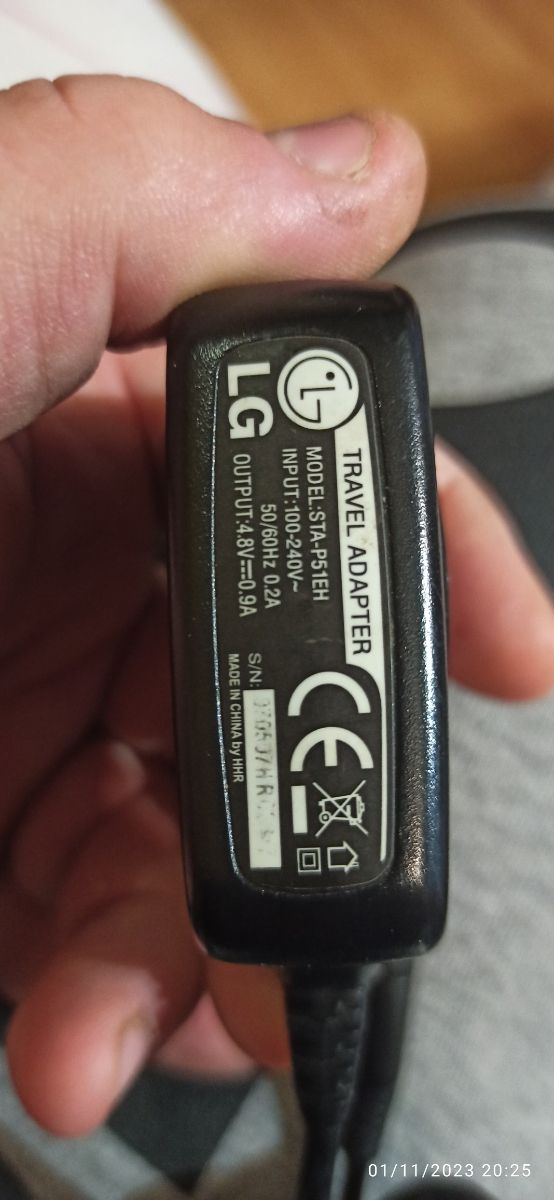 LG
TRAVEL ADAPTER
MODEL:STA-P51EH
INPUT:100-240V~
50/60Hz 0.2A
OUTPUT:4.8V⎓0.9A
CE
S/N:
MADE IN CHINA by HHR
01/11/2023 20:25